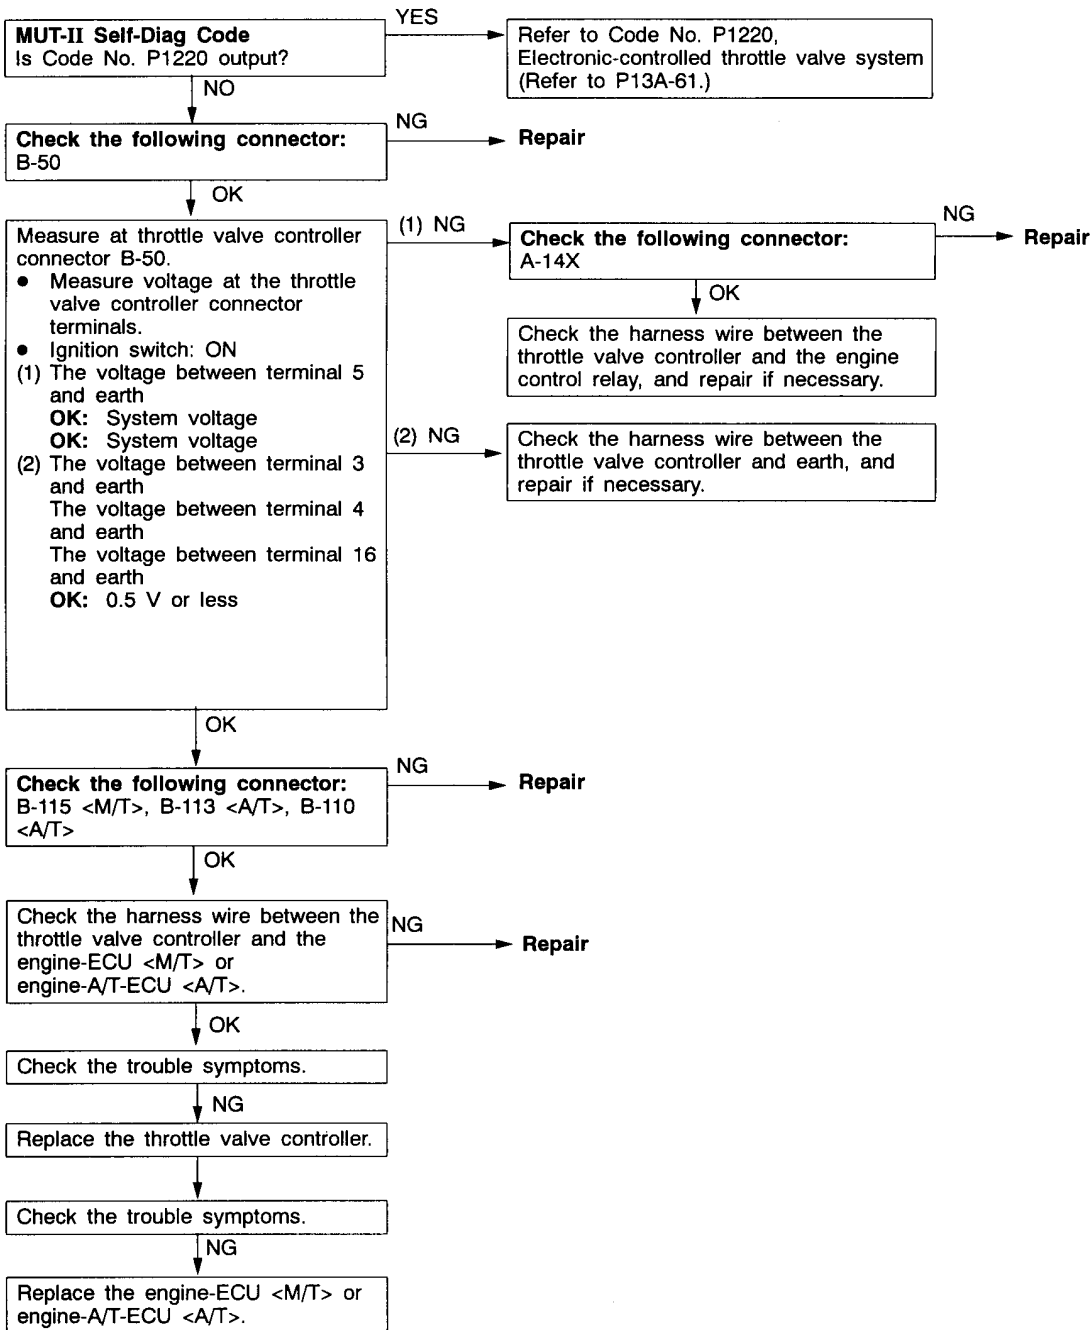 MUT-II Self-Diag Code
Is Code No. P1220 output?
YES
Refer to Code No. P1220,
Electronic-controlled throttle valve system
(Refer to P13A-61.)
NO
Check the following connector:
B-50
NG
Repair
OK
Measure at throttle valve controller
connector B-50.
● Measure voltage at the throttle
valve controller connector
terminals.
● Ignition switch: ON
(1) The voltage between terminal 5
and earth
OK: System voltage
OK: System voltage
(2) The voltage between terminal 3
and earth
The voltage between terminal 4
and earth
The voltage between terminal 16
and earth
OK: 0.5 V or less
(1) NG
Check the following connector:
A-14X
NG
Repair
OK
Check the harness wire between the
throttle valve controller and the engine
control relay, and repair if necessary.
(2) NG
Check the harness wire between the
throttle valve controller and earth, and
repair if necessary.
OK
Check the following connector:
B-115 <M/T>, B-113 <A/T>, B-110
<A/T>
NG
Repair
OK
Check the harness wire between the
throttle valve controller and the
engine-ECU <M/T> or
engine-A/T-ECU <A/T>.
NG
Repair
OK
Check the trouble symptoms.
NG
Replace the throttle valve controller.
Check the trouble symptoms.
NG
Replace the engine-ECU <M/T> or
engine-A/T-ECU <A/T>.